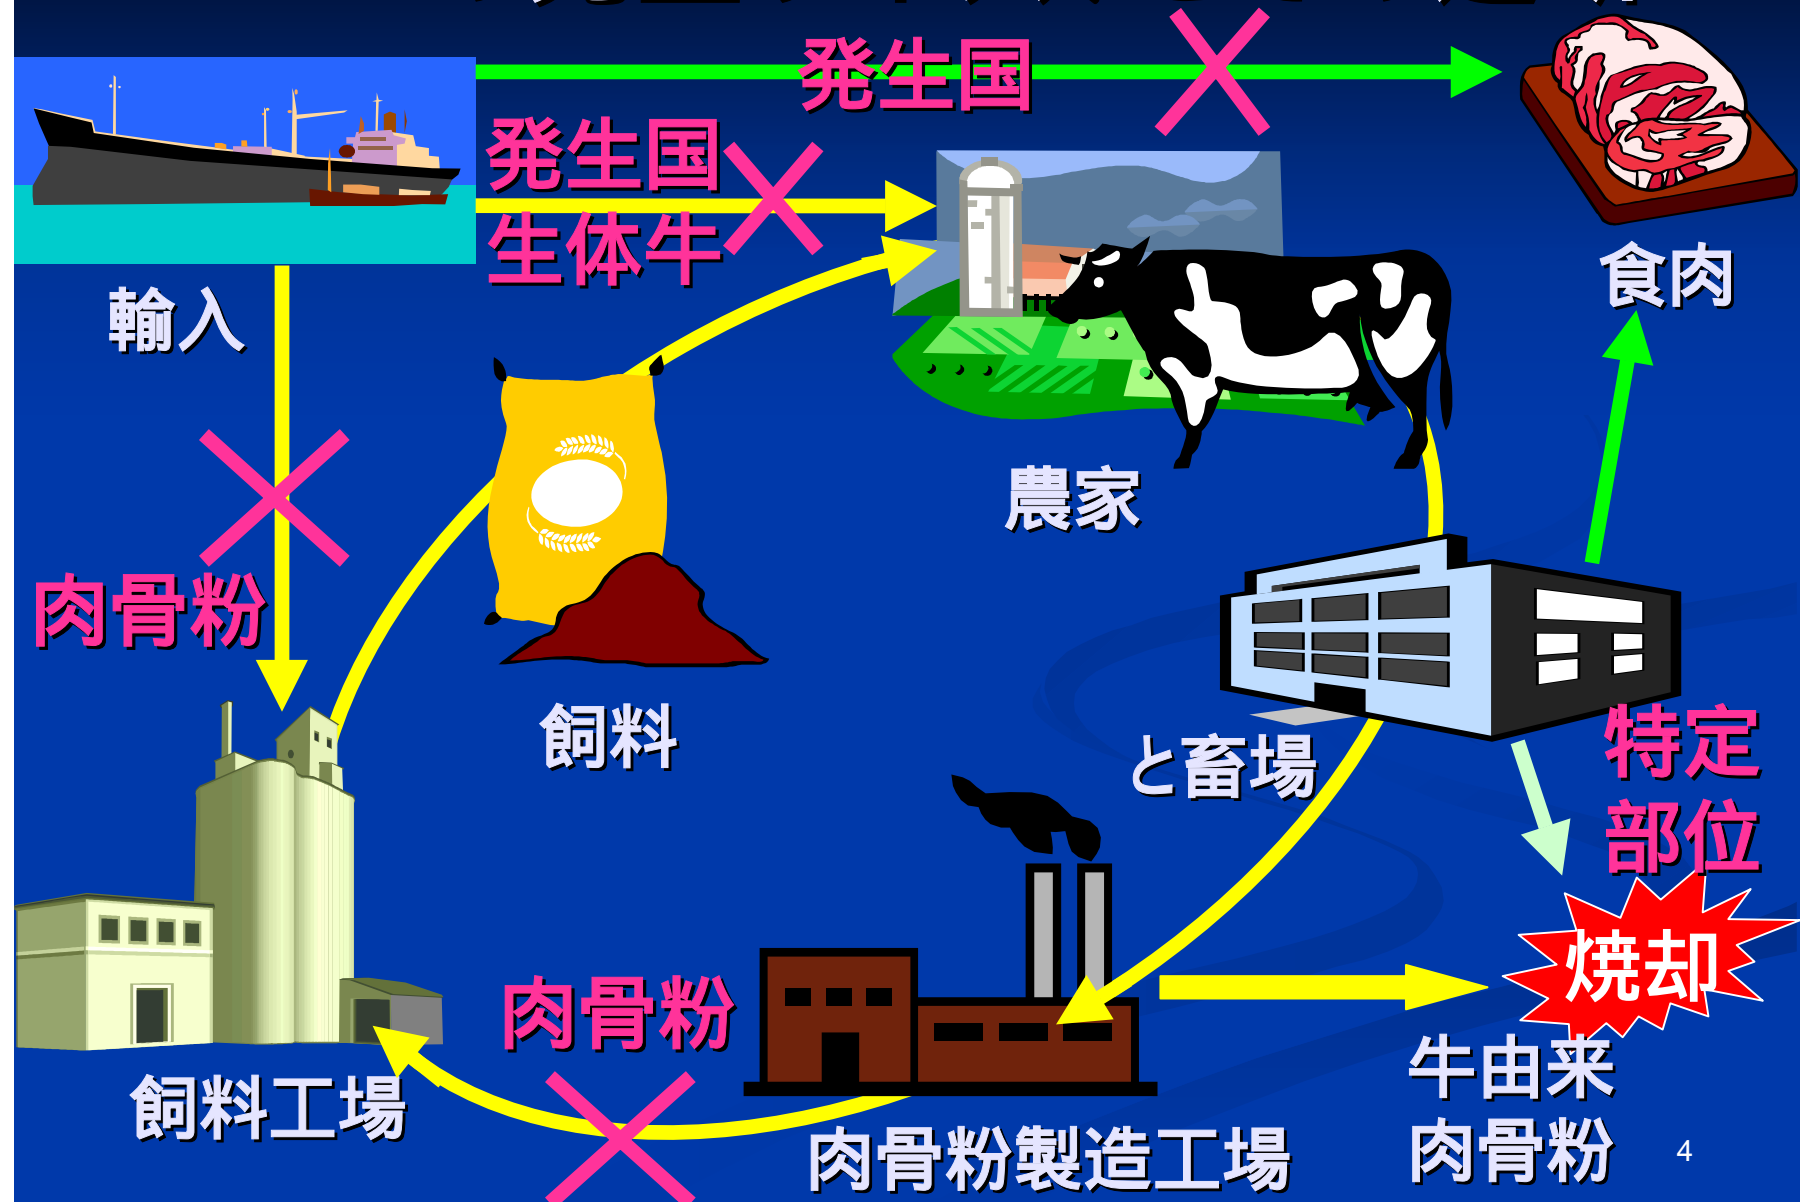 発生国
発生国
生体牛
輸入
食肉
農家
肉骨粉
飼料
と畜場
特定
部位
焼却
肉骨粉
牛由来
肉骨粉
飼料工場
肉骨粉製造工場
4